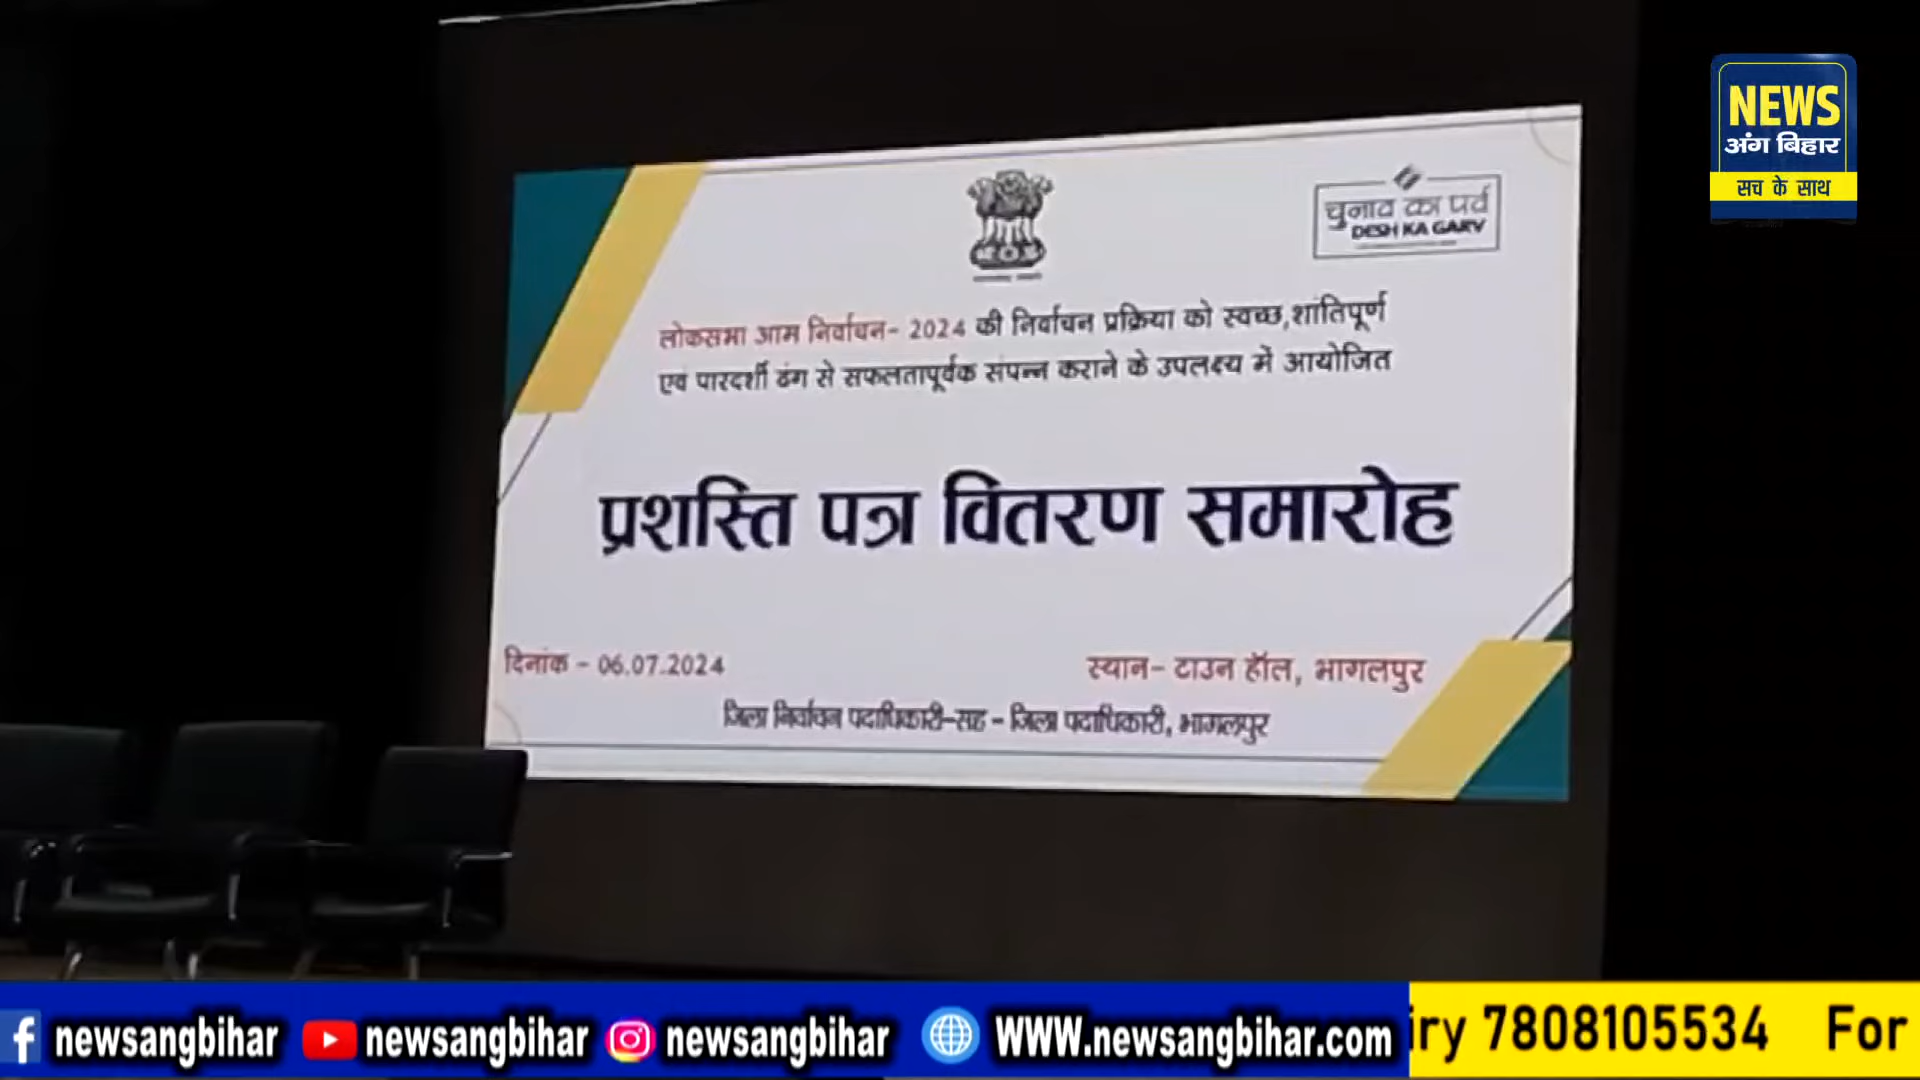 NEWS
अंग बिहार
सच के साथ
चुनाव का पर्व
DESH KA GARV
लोकसभा आम निर्वाचन- 2024 की निर्वाचन प्रक्रिया को स्वच्छ,शांतिपूर्ण
एवं पारदर्शी ढंग से सफलतापूर्वक संपन्न कराने के उपलक्ष्य में आयोजित
प्रशस्ति पत्र वितरण समारोह
दिनांक - 06.07.2024
स्थान- टाउन हॉल, भागलपुर
जिला निर्वाचन पदाधिकारी-सह - जिला पदाधिकारी, भागलपुर
newsangbihar newsangbihar newsangbihar WWW.newsangbihar.com iry 7808105534 For